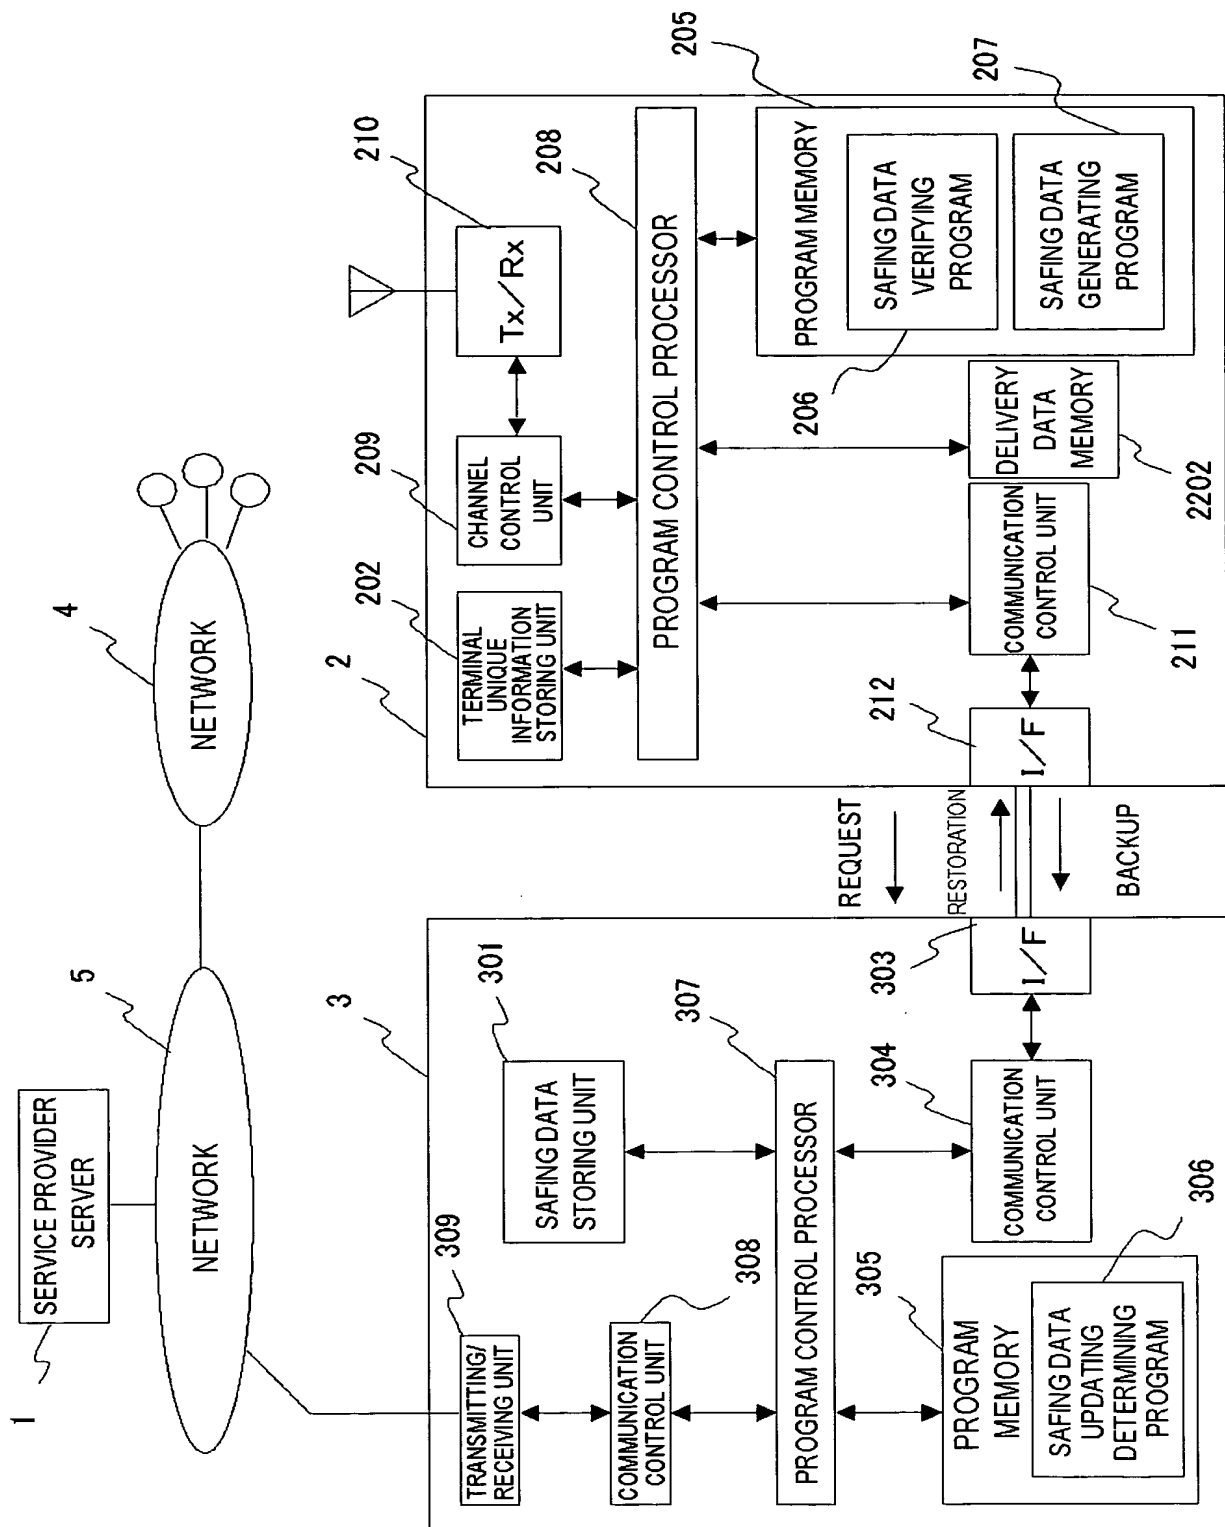 1
SERVICE PROVIDER
SERVER
5
NETWORK
4
NETWORK
3
309
TRANSMITTING/
RECEIVING UNIT
301
SAFING DATA
STORING UNIT
308
COMMUNICATION
CONTROL UNIT
307
PROGRAM CONTROL PROCESSOR
305
PROGRAM
MEMORY
306
SAFING DATA
UPDATING
DETERMINING
PROGRAM
304
COMMUNICATION
CONTROL UNIT
303
I/F
REQUEST
RESTORATION
BACKUP
2
202
TERMINAL
UNIQUE
INFORMATION
STORING UNIT
209
CHANNEL
CONTROL
UNIT
210
Tx/Rx
208
PROGRAM CONTROL PROCESSOR
212
I/F
211
COMMUNICATION
CONTROL UNIT
2202
DELIVERY
DATA
MEMORY
205
PROGRAM MEMORY
206
SAFING DATA
VERIFYING
PROGRAM
207
SAFING DATA
GENERATING
PROGRAM